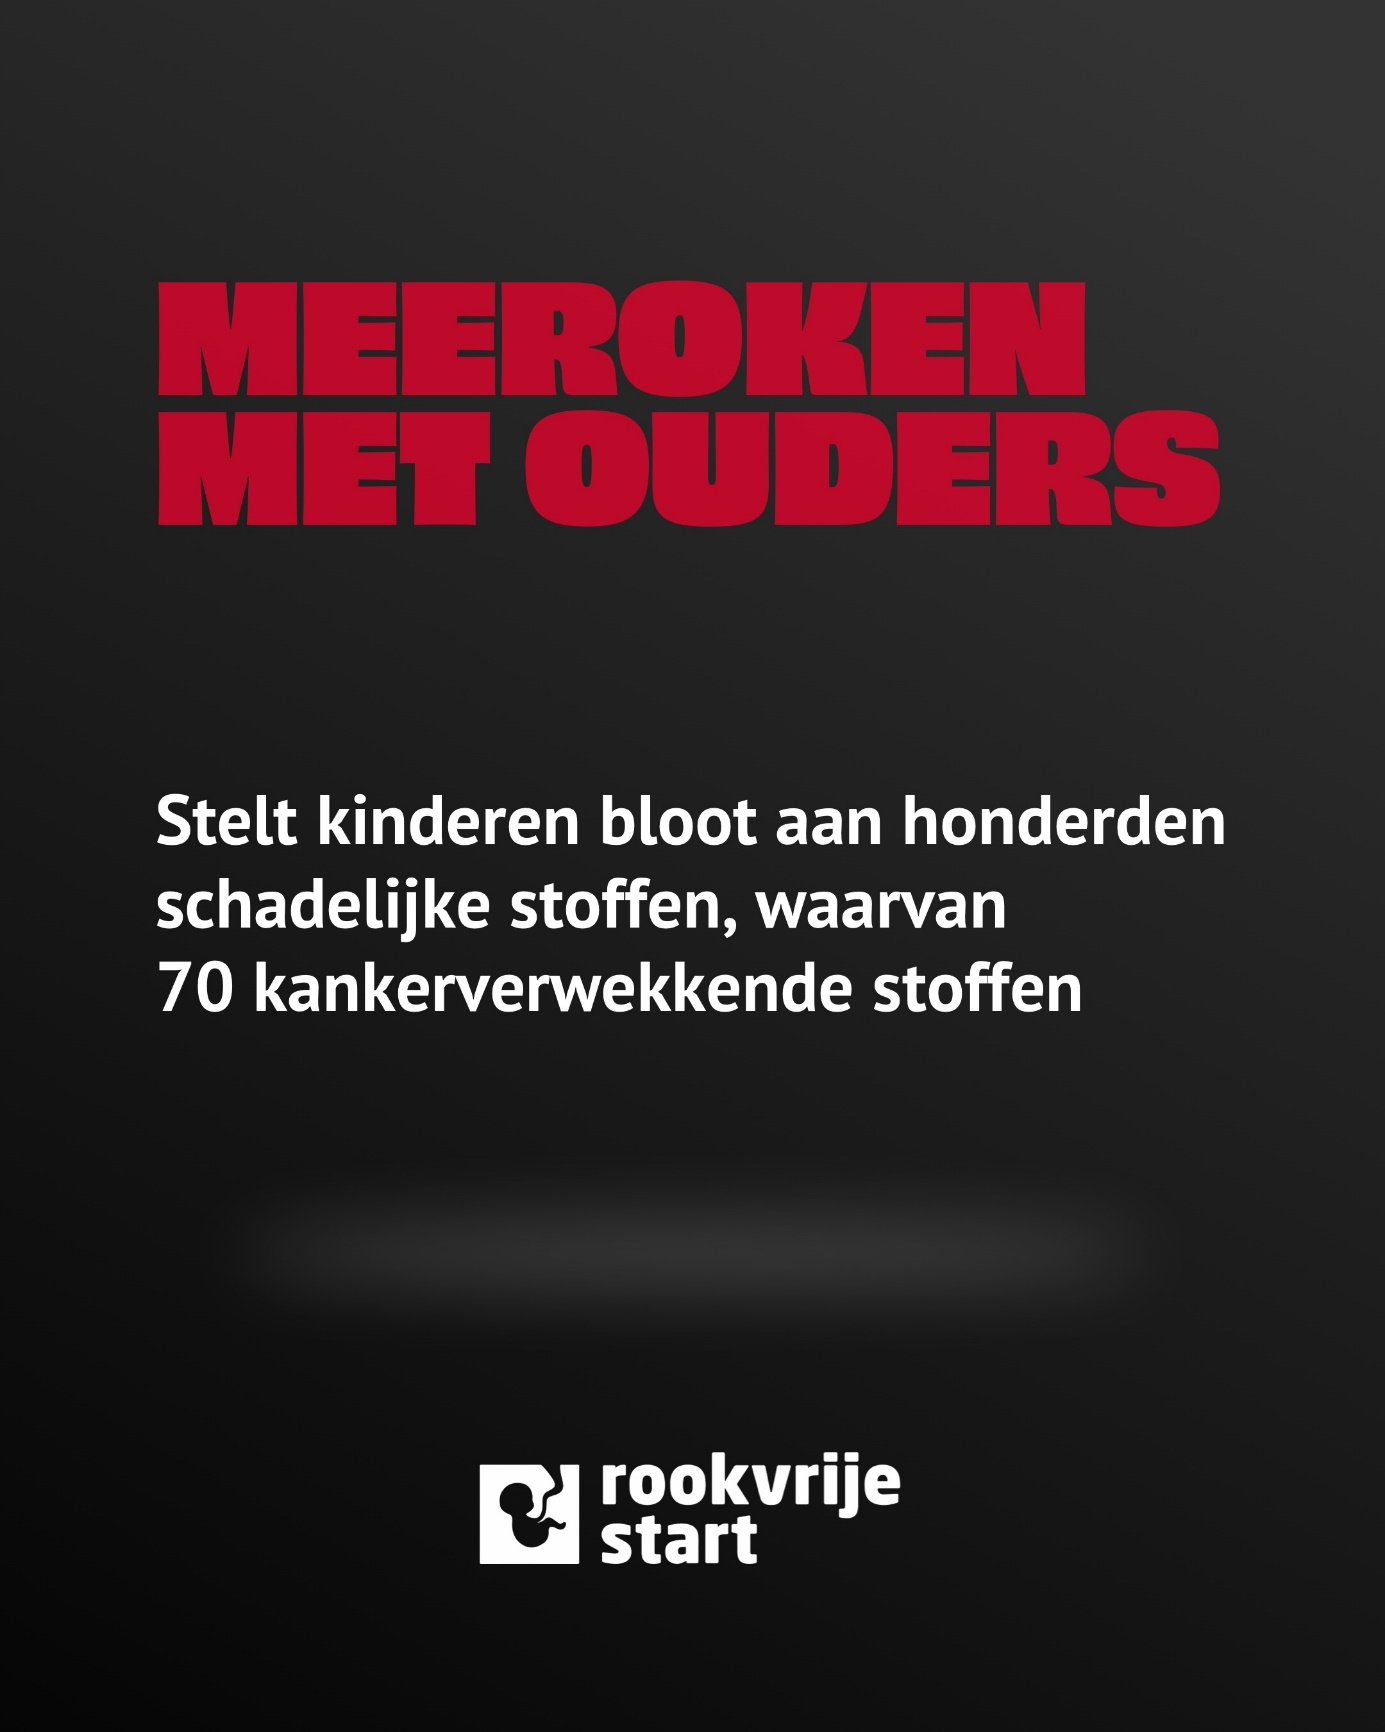 MEEROKEN
MET OUDERS
Stelt kinderen bloot aan honderden
schadelijke stoffen, waarvan
70 kankerverwekkende stoffen
rookvrije
start